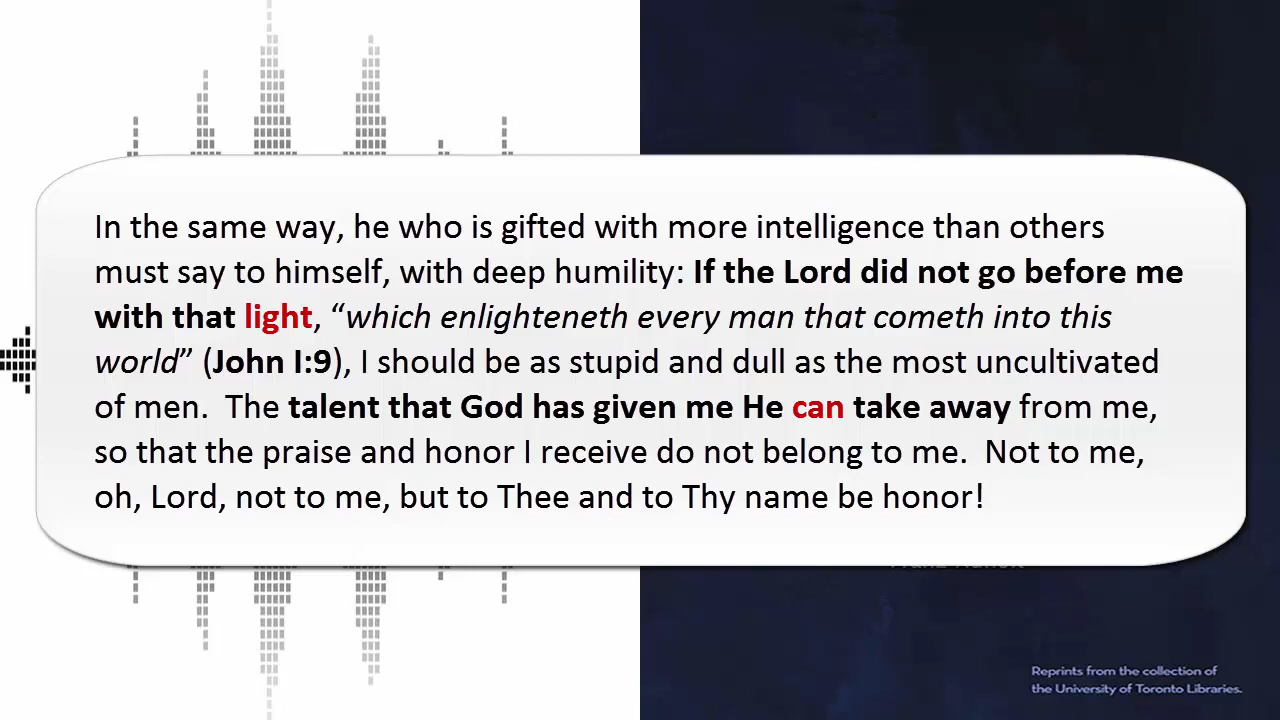 In the same way, he who is gifted with more intelligence than others
must say to himself, with deep humility: If the Lord did not go before me
with that light, “which enlighteneth every man that cometh into this
world” (John I:9), I should be as stupid and dull as the most uncultivated
of men.  The talent that God has given me He can take away from me,
so that the praise and honor I receive do not belong to me.  Not to me,
oh, Lord, not to me, but to Thee and to Thy name be honor!
Reprints from the collection of
the University of Toronto Libraries.